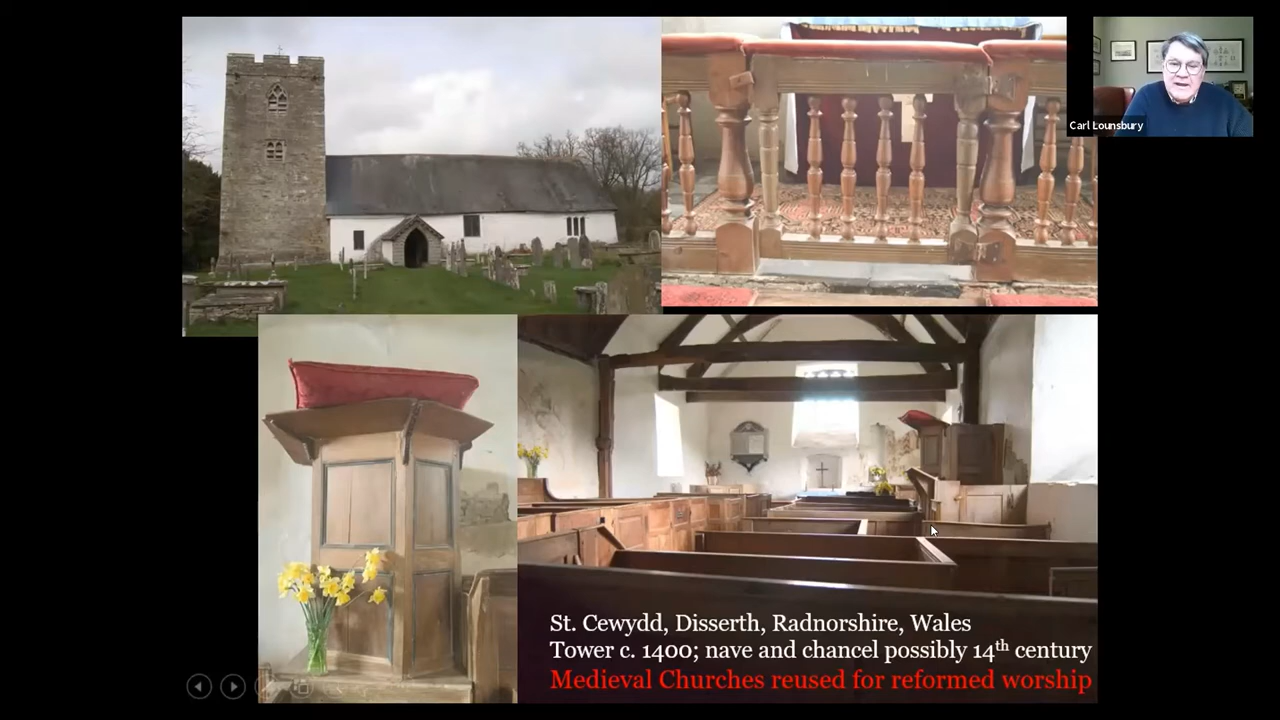 Carl Lounsbury
St. Cewydd, Disserth, Radnorshire, Wales
Tower c. 1400; nave and chancel possibly 14th century
Medieval Churches reused for reformed worship